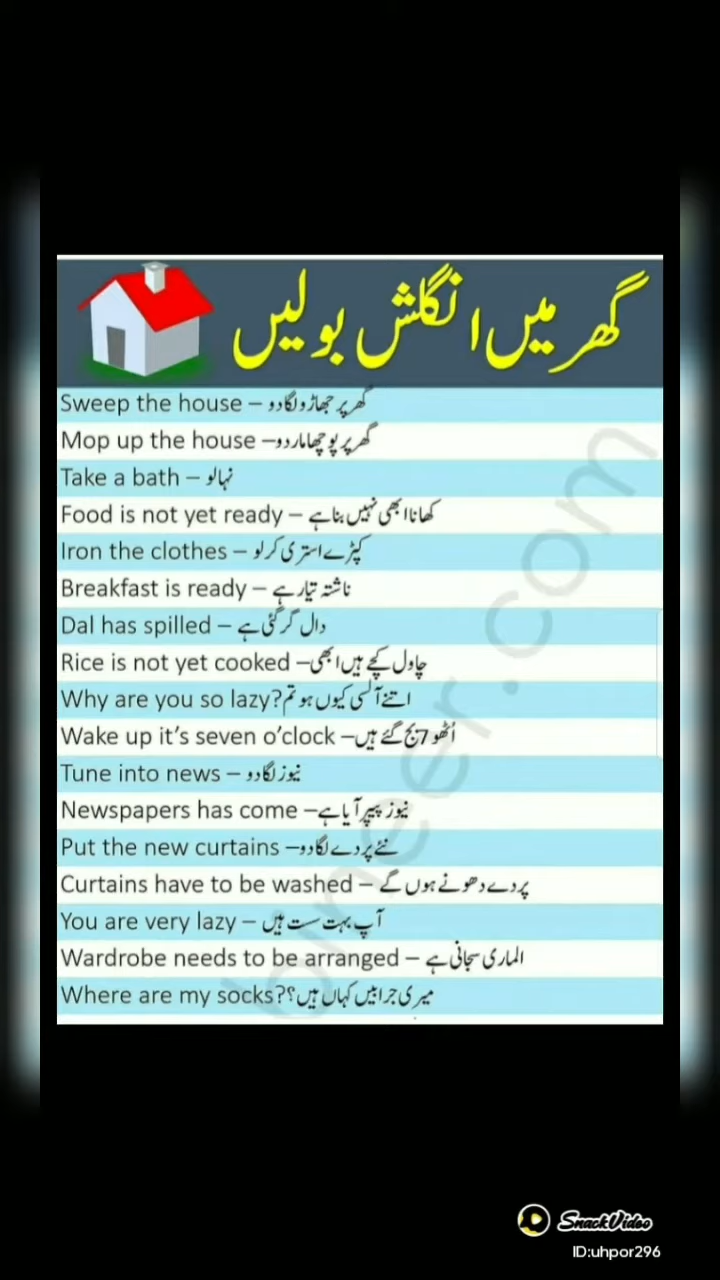 گھر میں انگلش بولیں
Sweep the house – گھر پر جھاڑو لگا دو
Mop up the house – گھر پر پوچھا مار دو
Take a bath – نہا لو
Food is not yet ready – کھانا ابھی نہیں بنا ہے
Iron the clothes – کپڑے استری کر لو
Breakfast is ready – ناشتہ تیار ہے
Dal has spilled – دال گر گئی ہے
Rice is not yet cooked – چاول کچے ہیں ابھی
Why are you so lazy? اتنے آلسی کیوں ہو تم
Wake up it’s seven o’clock – اُٹھو 7 بج گئے ہیں
Tune into news – نیوز لگا دو
Newspapers has come – نیوز پیپر آیا ہے
Put the new curtains – نئے پردے لگا دو
Curtains have to be washed – پردے دھونے ہوں گے
You are very lazy – آپ بہت سست ہیں
Wardrobe needs to be arranged – الماری سجانی ہے
Where are my socks? میری جرابیں کہاں ہیں؟
SnackVideo
ID:uhpor296